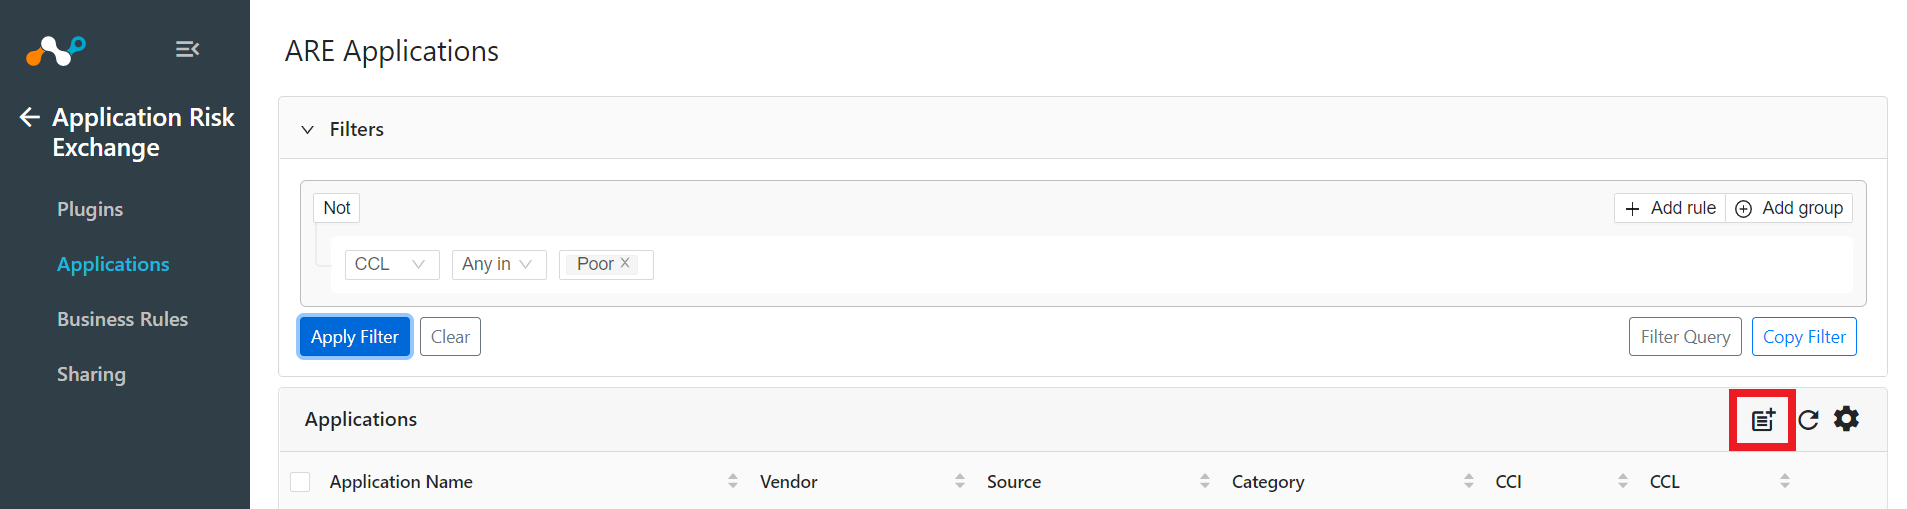 ARE Applications
Application Risk
Exchange
Plugins
Applications
Business Rules
Sharing
Filters
Not
Add rule
Add group
CCL
Any in
Poor
Apply Filter
Clear
Filter Query
Copy Filter
Applications
Application Name
Vendor
Source
Category
CCI
CCL